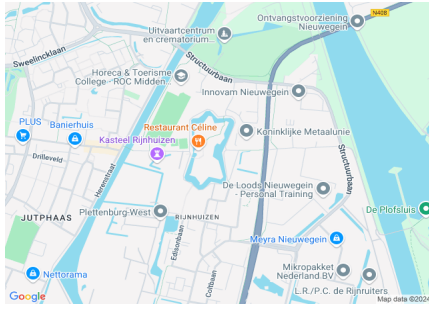 Ontvangstvoorziening
Nieuwegein
N408
Uitvaartcentrum
en crematorium...
Sweelincklaan
Structuurbaan
Horeca & Toerisme
College - ROC Midden
Innovam Nieuwegein
PLUS
Banierhuis
Restaurant Céline
Koninklijke Metaalunie
Kasteel Rijnhuizen
Drilleveld
Herenstraat
Structuurbaan
De Loods Nieuwegein
- Personal Training
JUTPHAAS
Plettenburg-West
RIJNHUIZEN
De Plofsluis
Edisonbaan
Meyra Nieuwegein
Nettorama
Coltbaan
Mikropakket
Nederland BV
L.R./P.C. de Rijnruiters
Google
Map data ©2024